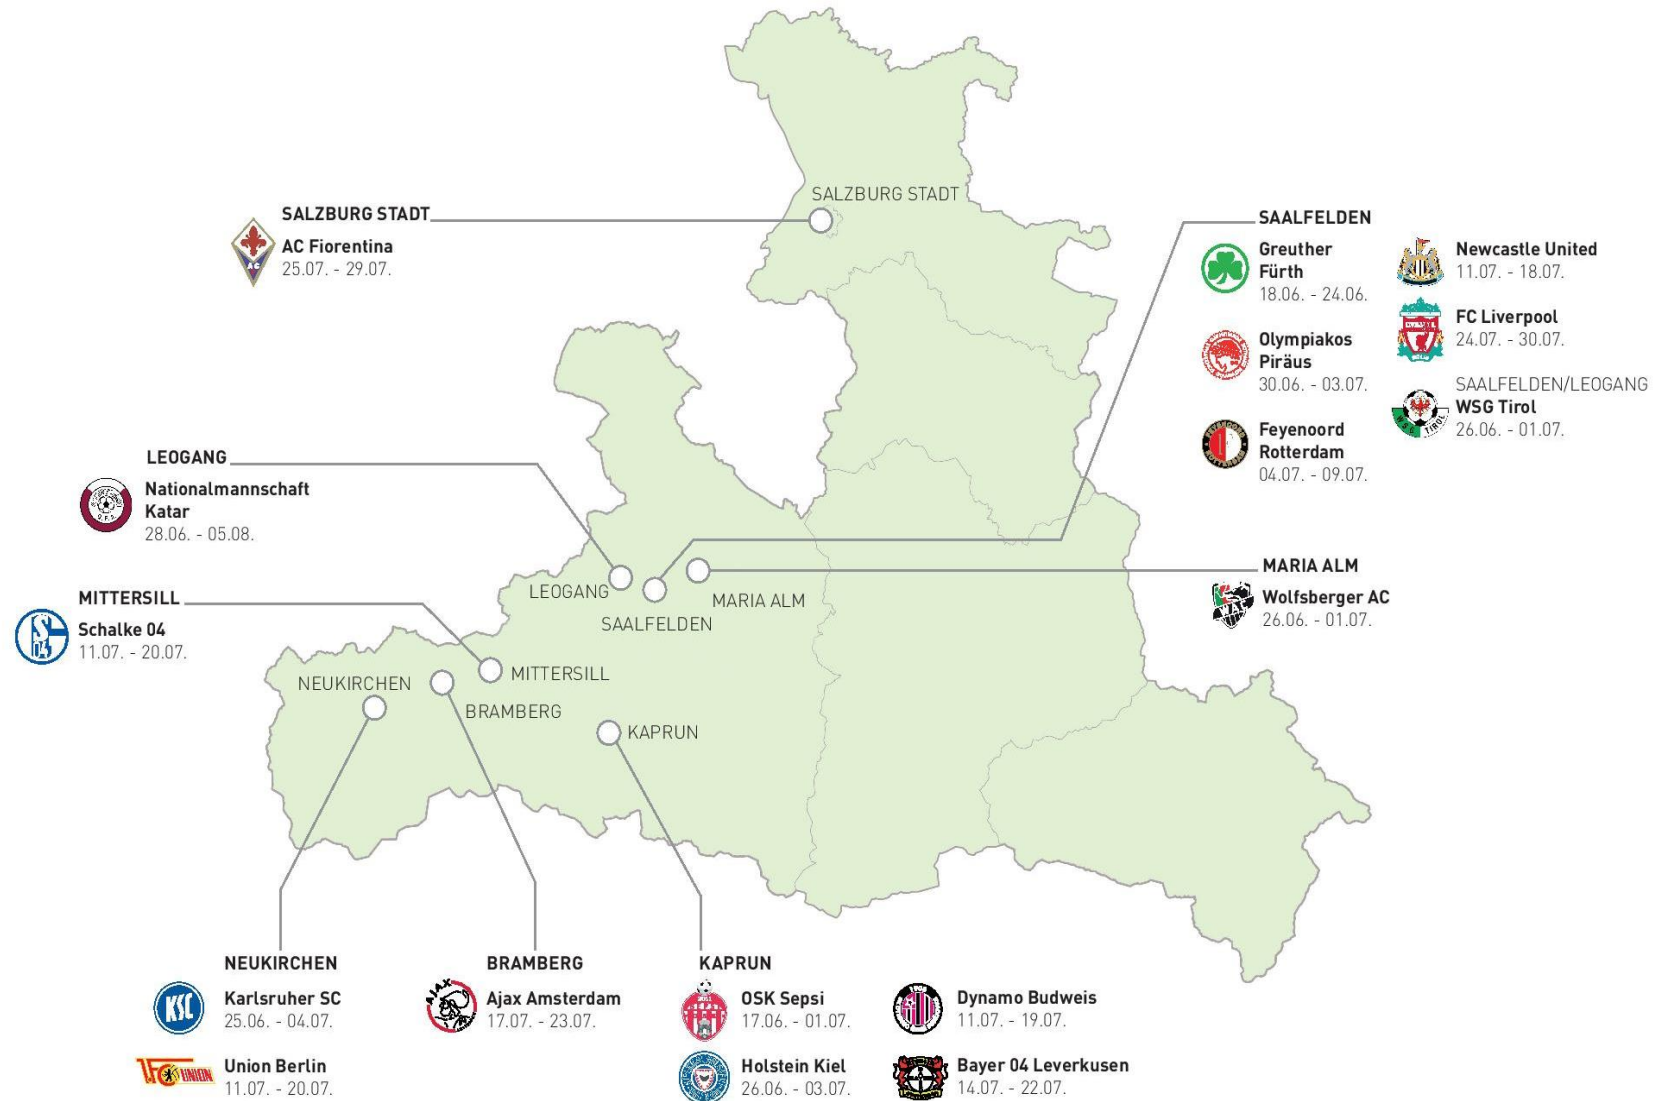 SALZBURG STADT
SALZBURG STADT
AC Fiorentina
25.07. - 29.07.
SAALFELDEN
Greuther
Fürth
18.06. - 24.06.
Olympiakos
Piräus
30.06. - 03.07.
Feyenoord
Rotterdam
04.07. - 09.07.
Newcastle United
11.07. - 18.07.
FC Liverpool
24.07. - 30.07.
SAALFELDEN/LEOGANG
WSG Tirol
26.06. - 01.07.
LEOGANG
Nationalmannschaft
Katar
28.06. - 05.08.
LEOGANG
SAALFELDEN
MARIA ALM
MARIA ALM
Wolfsberger AC
26.06. - 01.07.
MITTERSILL
Schalke 04
11.07. - 20.07.
NEUKIRCHEN
BRAMBERG
MITTERSILL
KAPRUN
NEUKIRCHEN
KSC
Karlsruher SC
25.06. - 04.07.
UNION
Union Berlin
11.07. - 20.07.
BRAMBERG
AJAX
Ajax Amsterdam
17.07. - 23.07.
KAPRUN
OSK Sepsi
17.06. - 01.07.
Holstein Kiel
26.06. - 03.07.
Dynamo Budweis
11.07. - 19.07.
Bayer 04 Leverkusen
14.07. - 22.07.